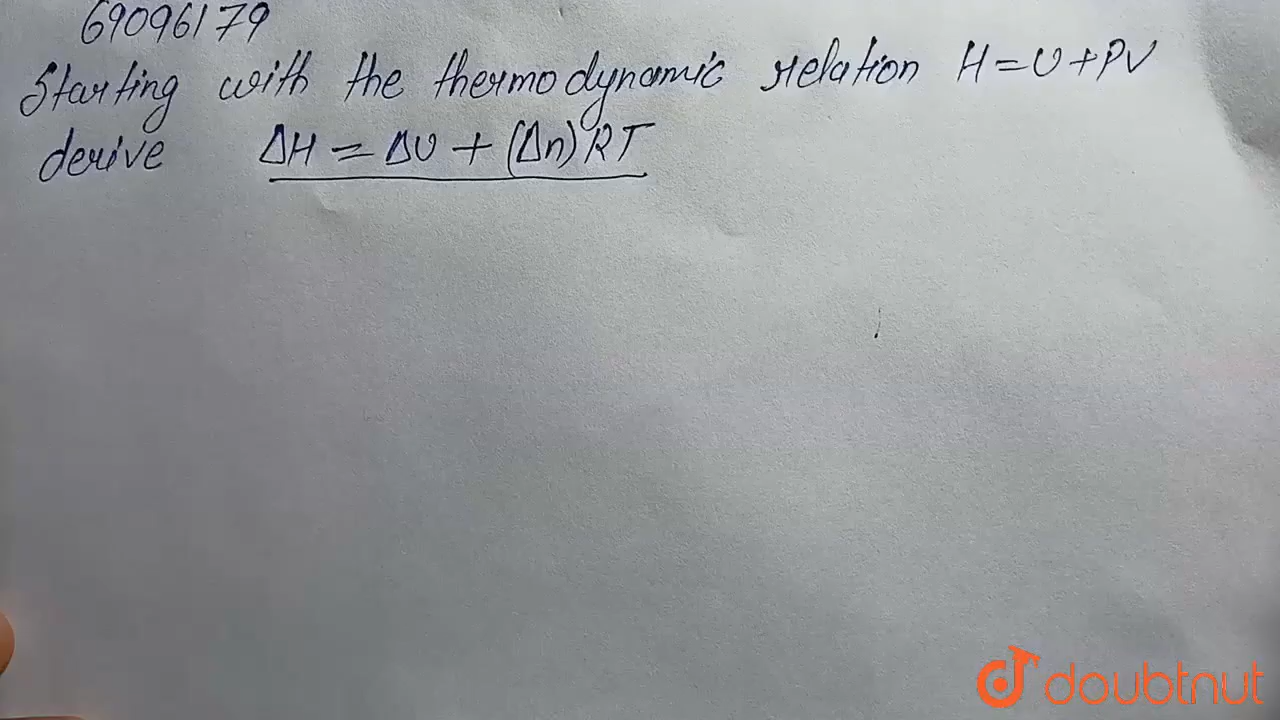 69096179
Starting with the thermodynamic relation H=U+PV
derive ΔH = ΔU + (Δn)RT
doubtnut